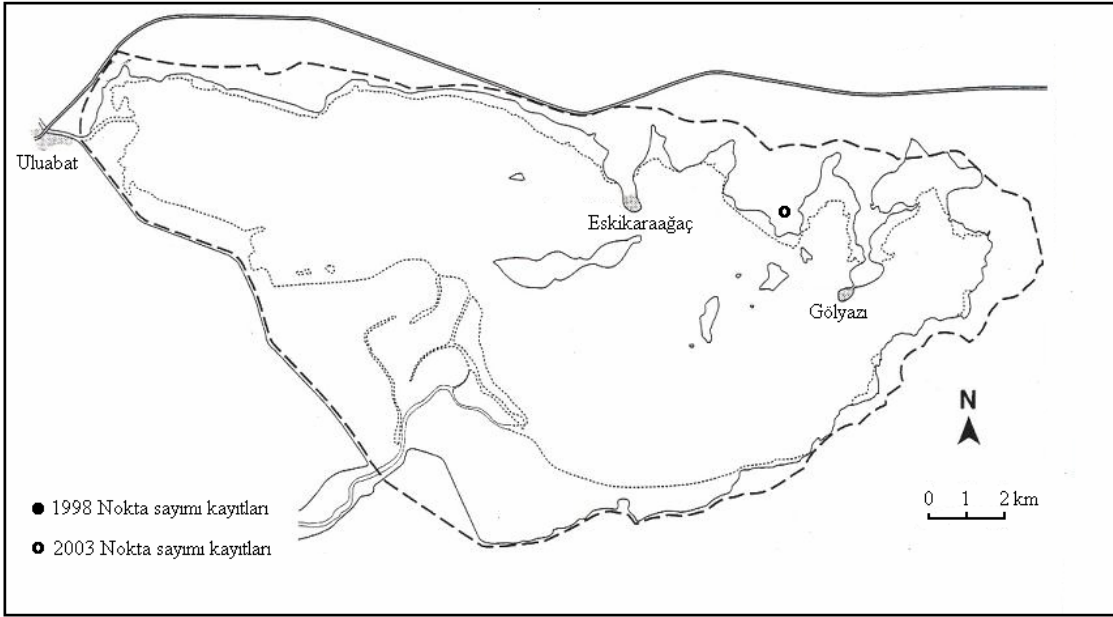 Uluabat
Eskikaraağaç
Gölyazı
N
0 1 2 km
1998 Nokta sayımı kayıtları
2003 Nokta sayımı kayıtları